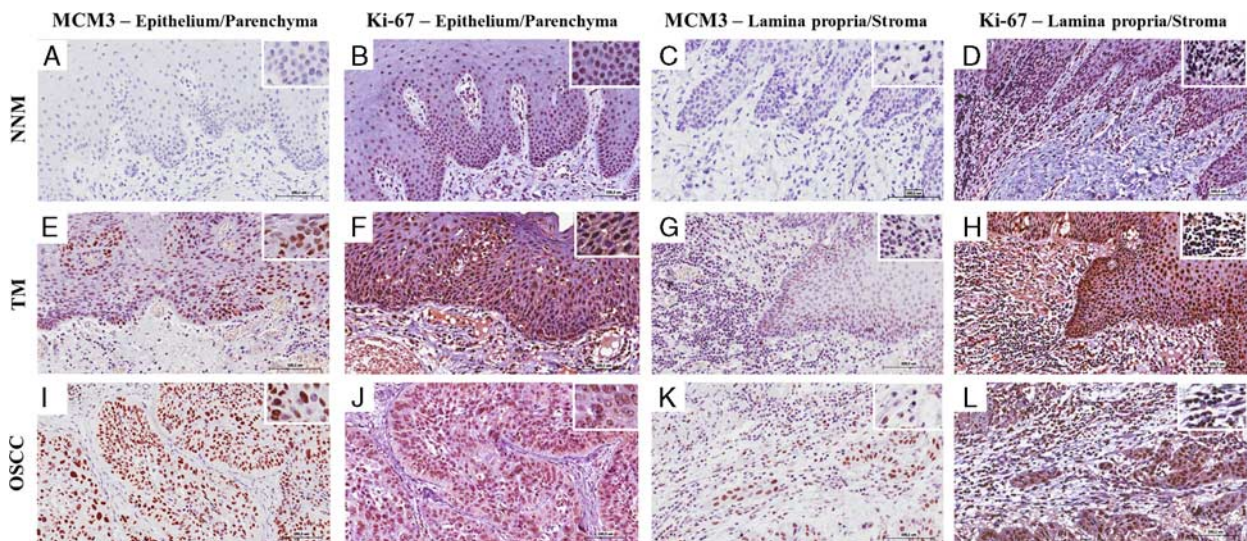 MCM3 – Epithelium/Parenchyma Ki-67 – Epithelium/Parenchyma MCM3 – Lamina propria/Stroma Ki-67 – Lamina propria/Stroma
NNM
A B C D
TM
E F G H
OSCC
I J K L